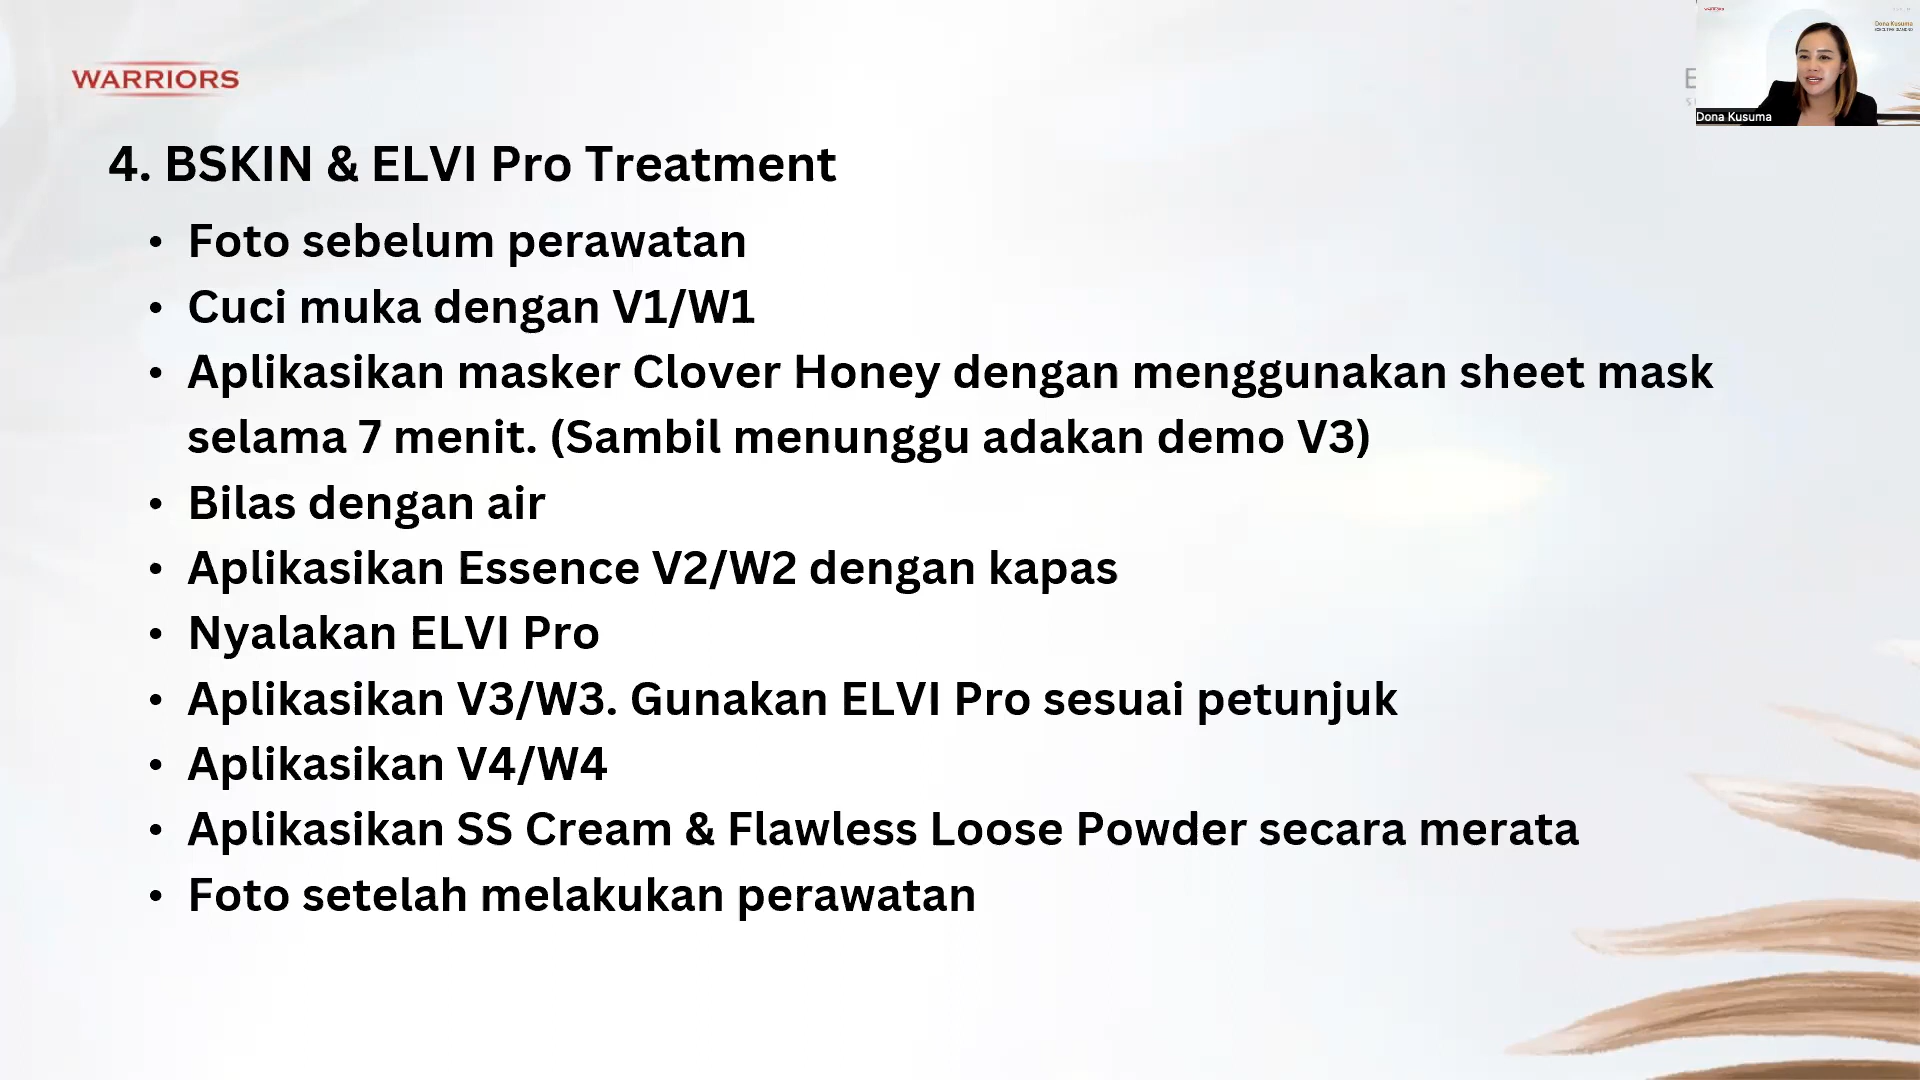 WARRIORS
Dona Kusuma
Dona Kusuma
4. BSKIN & ELVI Pro Treatment
• Foto sebelum perawatan
• Cuci muka dengan V1/W1
• Aplikasikan masker Clover Honey dengan menggunakan sheet mask
selama 7 menit. (Sambil menunggu adakan demo V3)
• Bilas dengan air
• Aplikasikan Essence V2/W2 dengan kapas
• Nyalakan ELVI Pro
• Aplikasikan V3/W3. Gunakan ELVI Pro sesuai petunjuk
• Aplikasikan V4/W4
• Aplikasikan SS Cream & Flawless Loose Powder secara merata
• Foto setelah melakukan perawatan